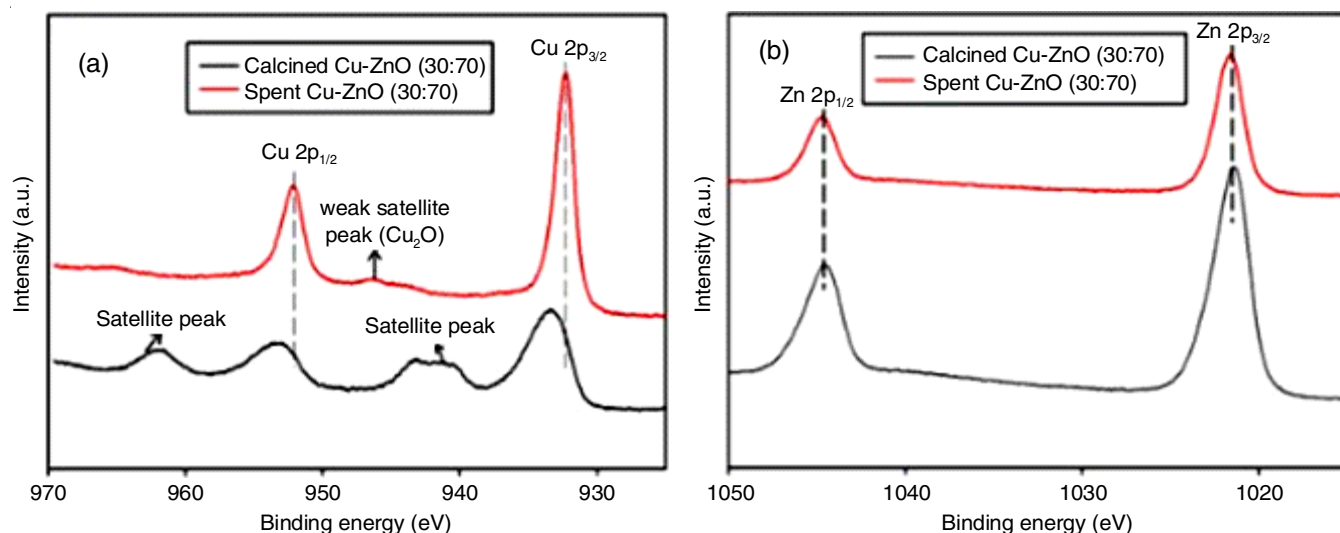 (a)
Calcined Cu-ZnO (30:70)
Spent Cu-ZnO (30:70)
Cu 2p3/2
Cu 2p1/2
weak satellite
peak (Cu2O)
Satellite peak
Satellite peak
Intensity (a.u.)
970 960 950 940 930
Binding energy (eV)
(b)
Calcined Cu-ZnO (30:70)
Spent Cu-ZnO (30:70)
Zn 2p3/2
Zn 2p1/2
Intensity (a.u.)
1050 1040 1030 1020
Binding energy (eV)